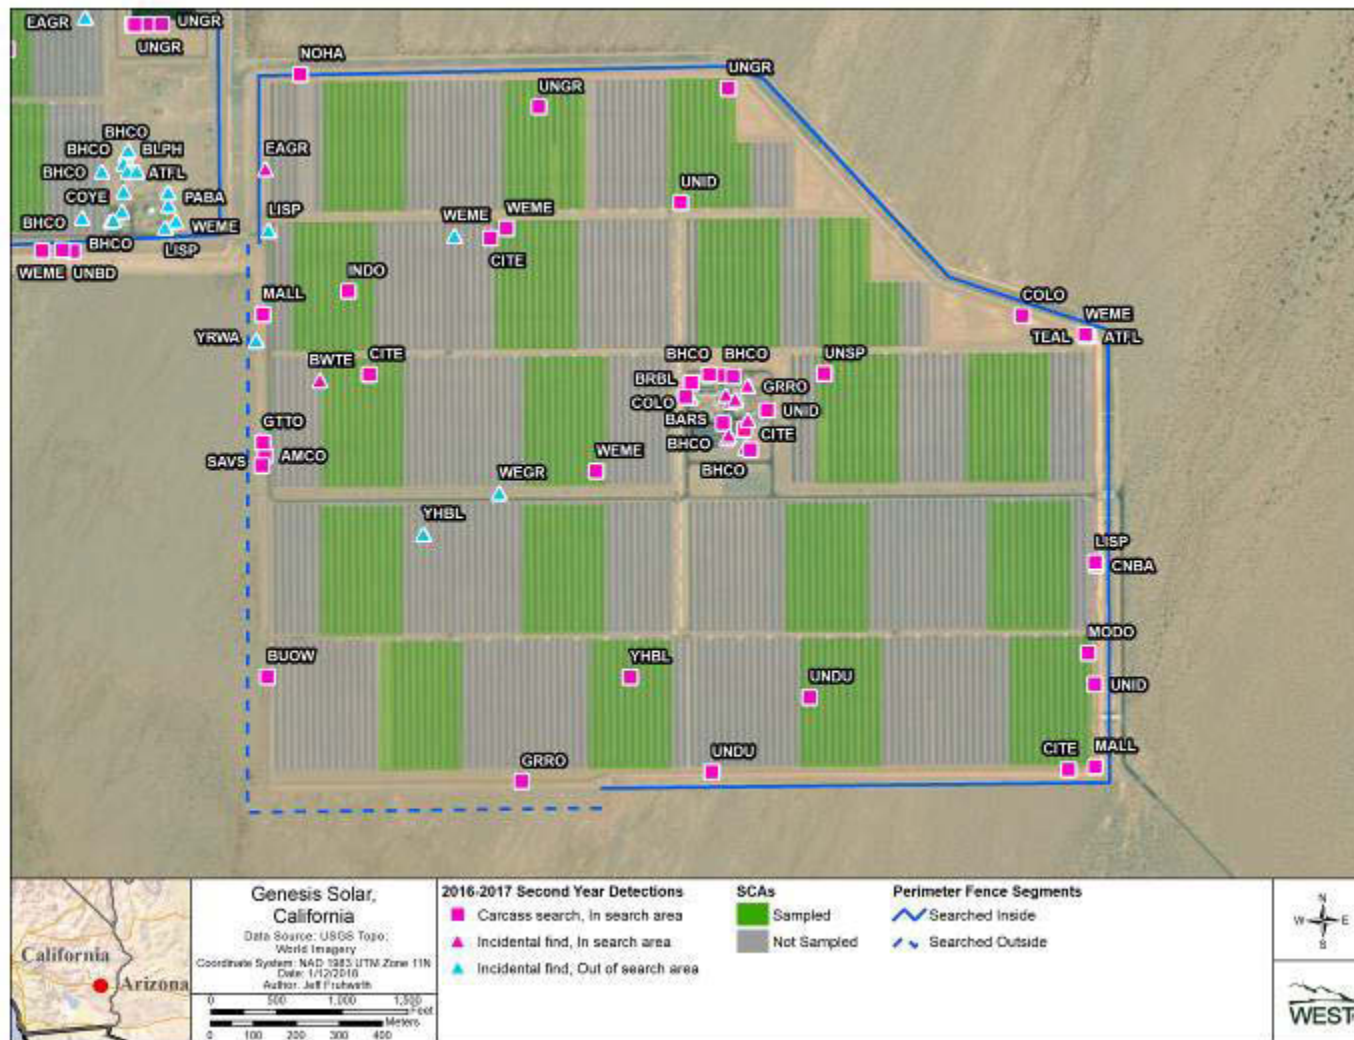 EAGR
UNGR
UNGR
NOHA
UNGR
UNGR
BHCO
BHCO
BLPH
BHCO
ATFL
COYE
PABA
BHCO
WEME
BHCO
LISP
WEME
UNBD
EAGR
UNID
LISP
WEME
WEME
CITE
INDO
MALL
YRWA
COLO
WEME
TEAL
ATFL
BWTE
CITE
BHCO
BHCO
UNSP
BRBL
GRRO
COLO
UNID
BARS
CITE
BHCO
BHCO
GTTO
AMCO
SAVS
WEME
WEGR
YHBL
LISP
CNBA
MODO
UNID
BUOW
YHBL
UNDU
GRRO
UNDU
CITE
MALL
California
Arizona
Genesis Solar,
California
Data Source: USGS Topo;
World Imagery
Coordinate System: NAD 1983 UTM Zone 11N
Date: 1/12/2018
Author: Jeff Fruhwirth
0 500 1,000 1,500
Feet
Meters
0 100 200 300 400
2016-2017 Second Year Detections
Carcass search, In search area
Incidental find, In search area
Incidental find, Out of search area
SCAs
Sampled
Not Sampled
Perimeter Fence Segments
Searched Inside
Searched Outside
N
W E
S
WEST